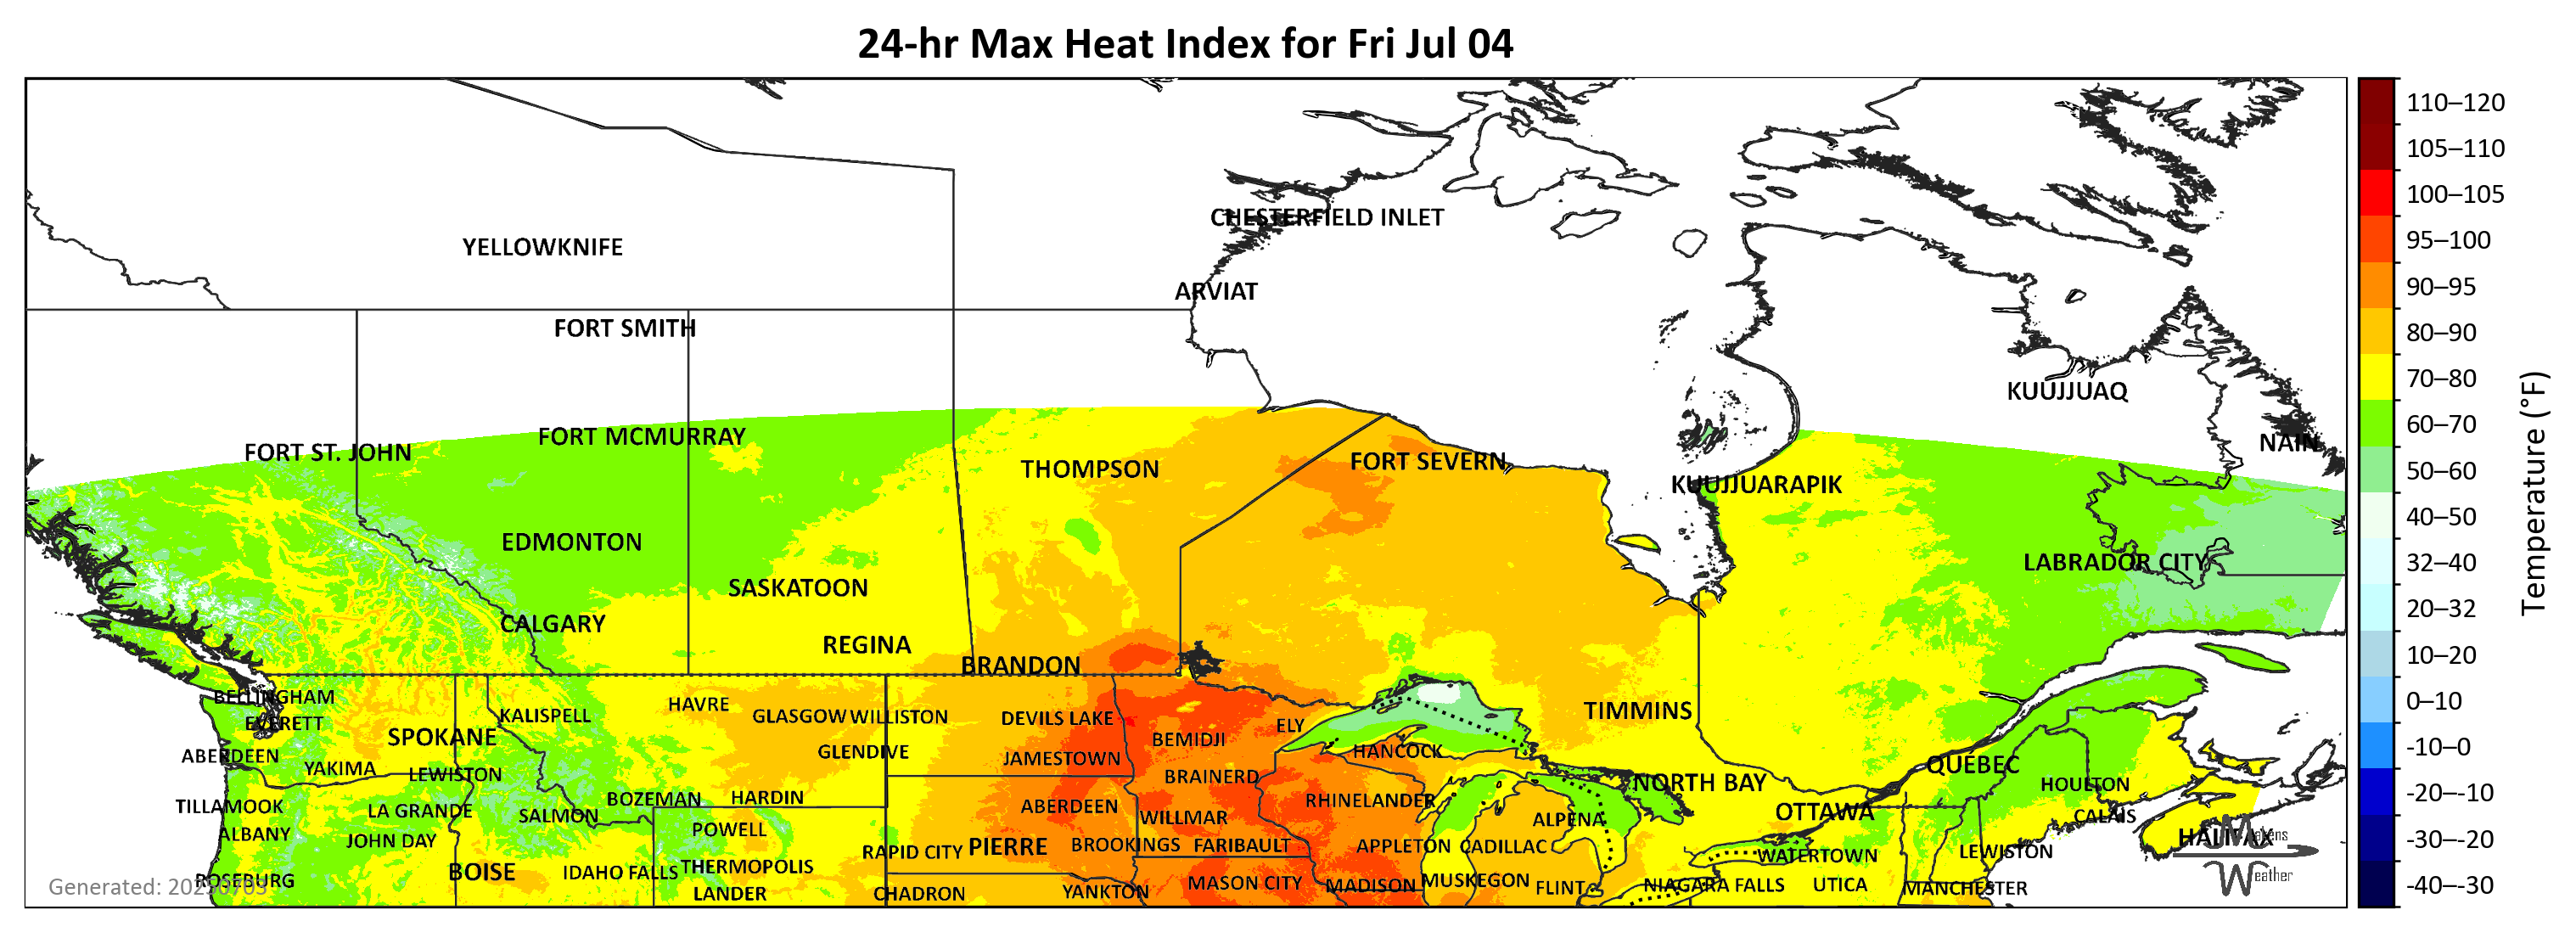 24-hr Max Heat Index for Fri Jul 04
110–120
105–110
CHESTERFIELD INLET
100–105
YELLOWKNIFE
95–100
ARVIAT
90–95
FORT SMITH
80–90
KUUJJUAQ
70–80
FORT MCMURRAY
60–70
FORT ST. JOHN
NAIN
THOMPSON
FORT SEVERN
50–60
KUUJJUARAPIK
40–50
EDMONTON
LABRADOR CITY
32–40
SASKATOON
20–32
CALGARY
REGINA
10–20
BRANDON
0–10
BELLINGHAM
HAVRE
KALISPELL
GLASGOW
WILLISTON
DEVILS LAKE
TIMMINS
EVERETT
ELY
SPOKANE
BEMIDJI
-10–0
ABERDEEN
GLENDIVE
JAMESTOWN
HANCOCK
QUÉBEC
YAKIMA
LEWISTON
BRAINERD
NORTH BAY
HOULTON
-20–-10
BOZEMAN
HARDIN
TILLAMOOK
LA GRANDE
SALMON
ABERDEEN
WILLMAR
RHINELANDER
ALPENA
OTTAWA
CALAIS
-30–-20
ALBANY
JOHN DAY
POWELL
HALIFAX
Makens
Weather
RAPID CITY
PIERRE
BROOKINGS
FARIBAULT
APPLETON
CADILLAC
WATERTOWN
LEWISTON
BOISE
IDAHO FALLS
THERMOPOLIS
-40–-30
ROSEBURG
Generated: 20250703
LANDER
CHADRON
YANKTON
MASON CITY
MADISON
MUSKEGON
FLINT
NIAGARA FALLS
UTICA
MANCHESTER
Temperature (°F)